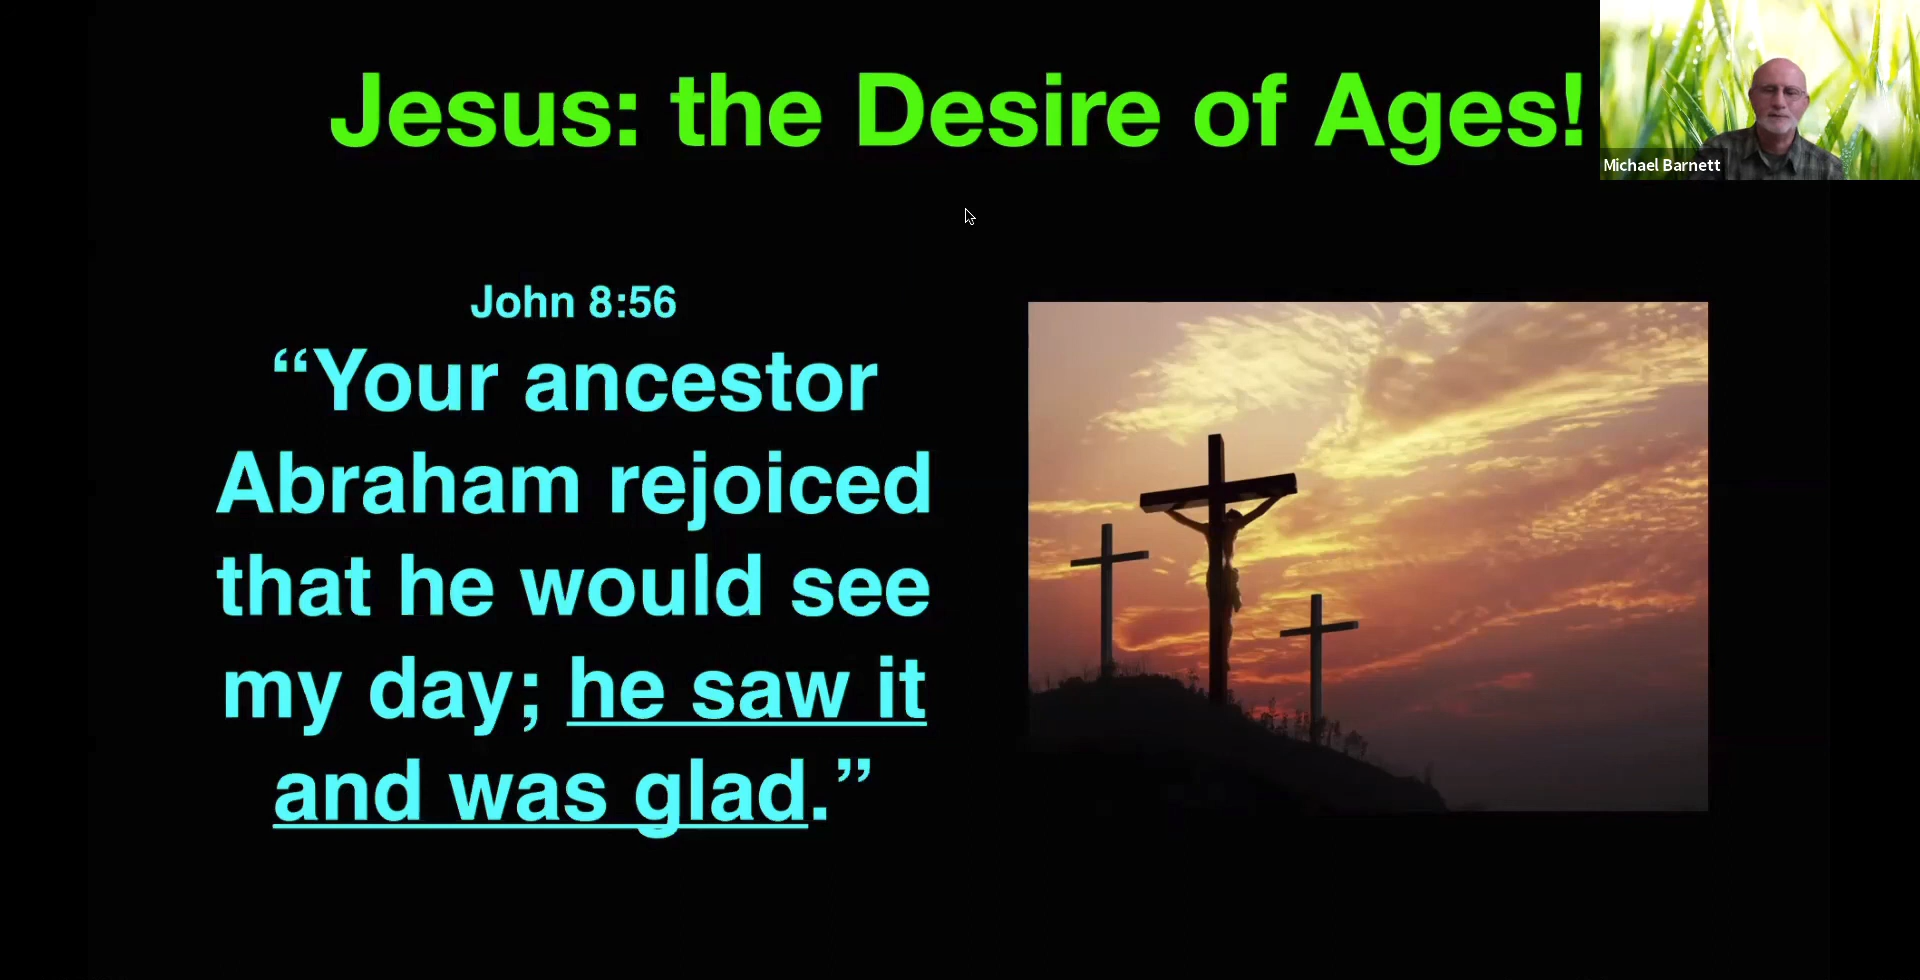 Jesus: the Desire of Ages!
Michael Barnett
John 8:56
“Your ancestor
Abraham rejoiced
that he would see
my day; he saw it
and was glad.”